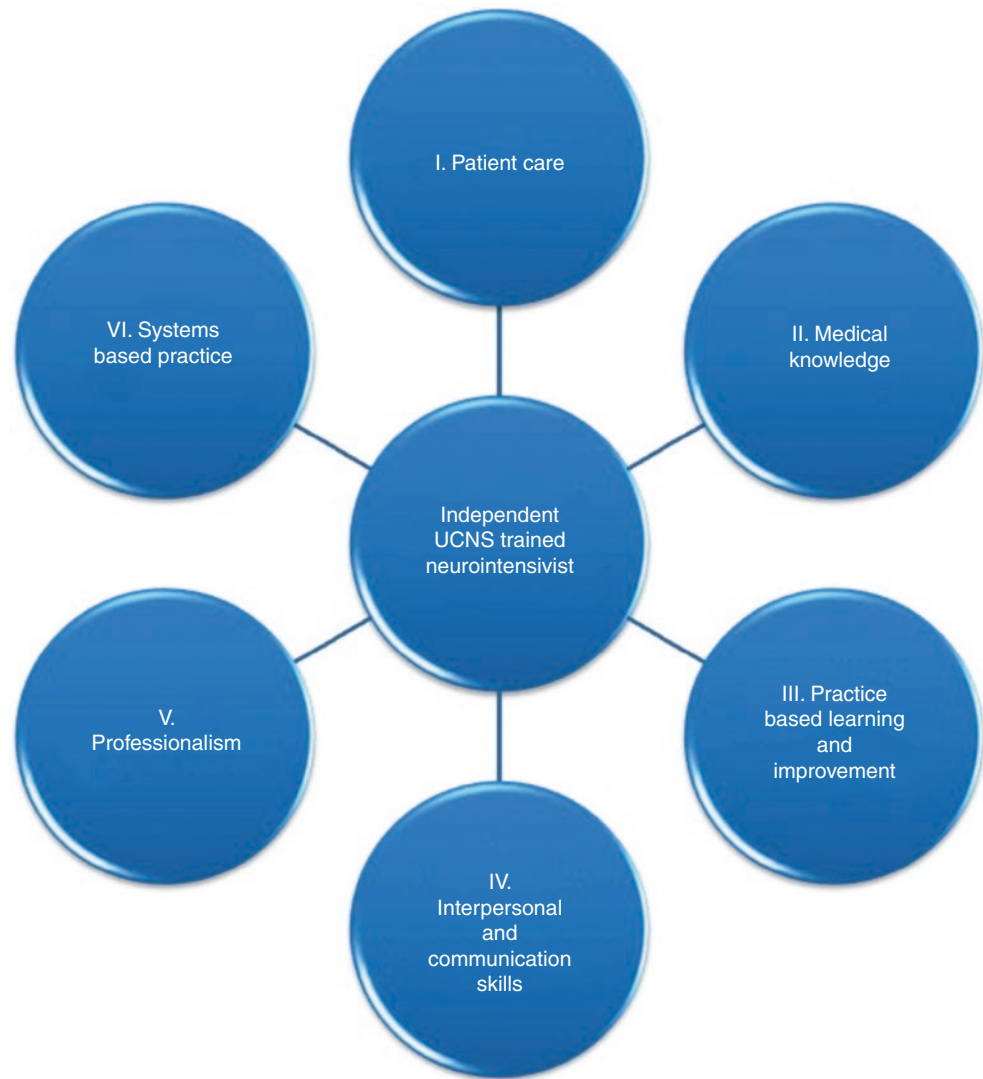 I. Patient care
II. Medical
knowledge
III. Practice
based learning
and
improvement
IV.
Interpersonal
and
communication
skills
V.
Professionalism
VI. Systems
based practice
Independent
UCNS trained
neurointensivist